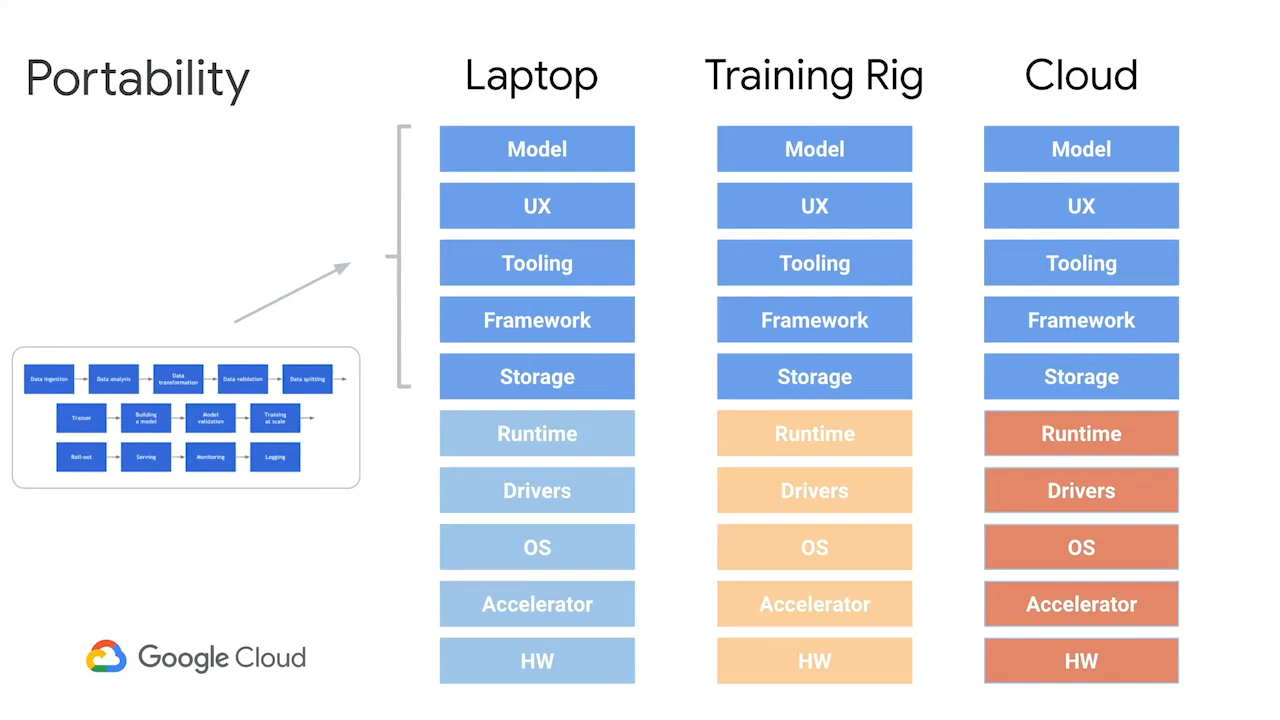 Portability
Laptop
Training Rig
Cloud
Model
Model
Model
UX
UX
UX
Tooling
Tooling
Tooling
Framework
Framework
Framework
Storage
Storage
Storage
Runtime
Runtime
Runtime
Drivers
Drivers
Drivers
OS
OS
OS
Accelerator
Accelerator
Accelerator
HW
HW
HW
Data ingestion
Data analysis
Data
transformation
Data validation
Data splitting
Trainer
Building
a model
Model
validation
Training
at scale
Roll-out
Serving
Monitoring
Logging
Google Cloud